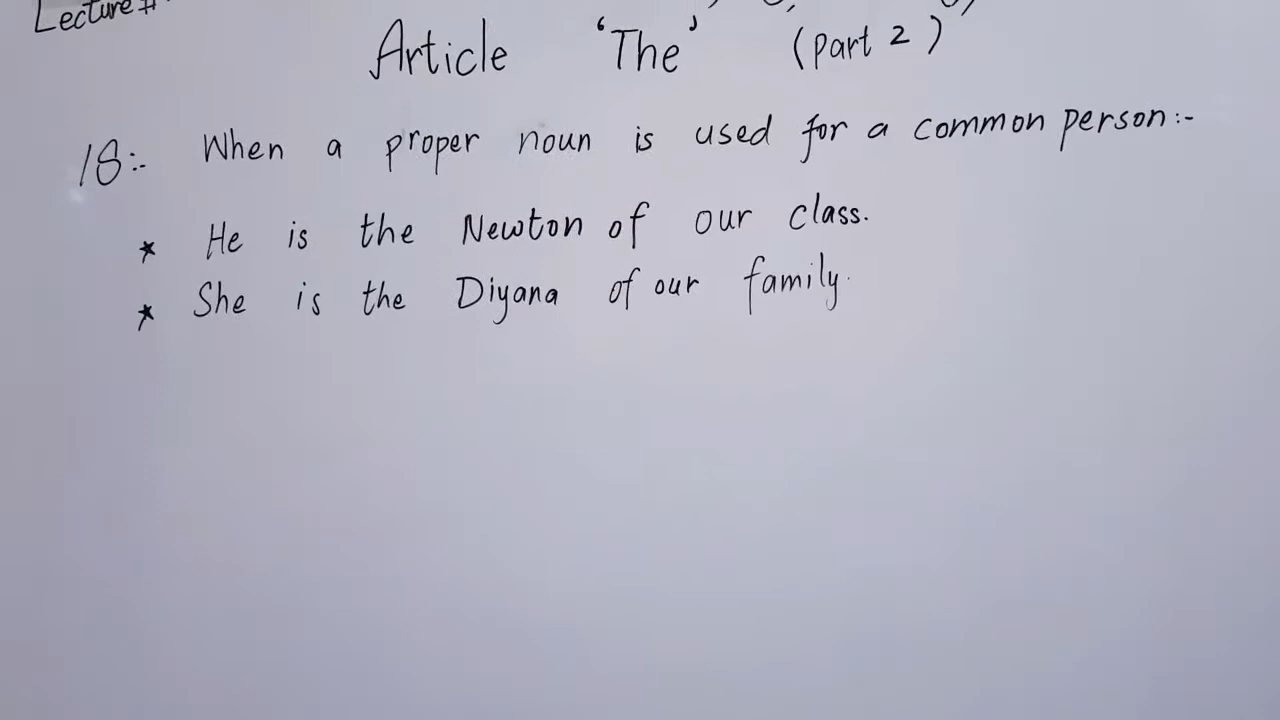 Lecture #
Article 'The' (Part 2)
18:- When a proper noun is used for a common person:-
* He is the Newton of our class.
* She is the Diyana of our family.